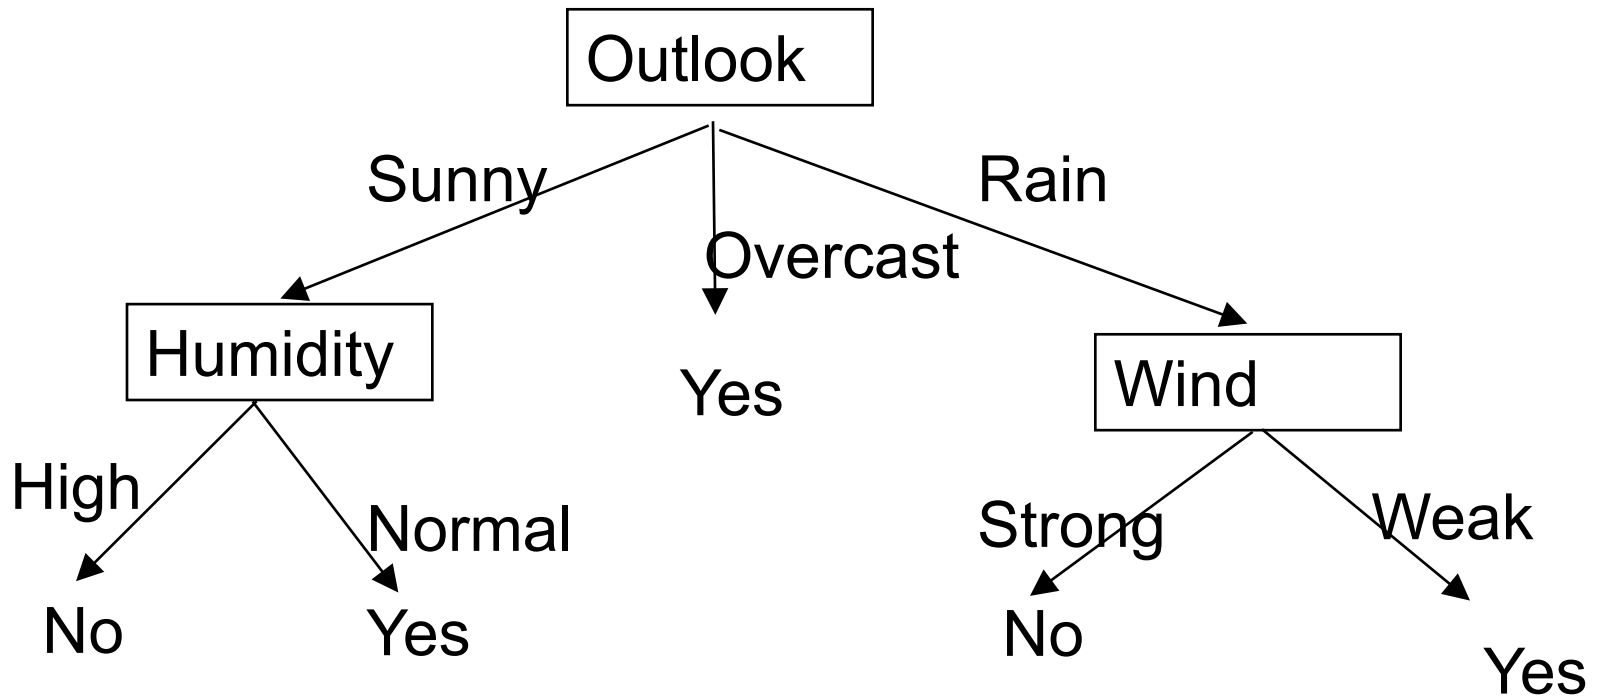 Outlook
Sunny
Rain
Overcast
Humidity
Yes
Wind
High
Normal
Strong
Weak
No
Yes
No
Yes